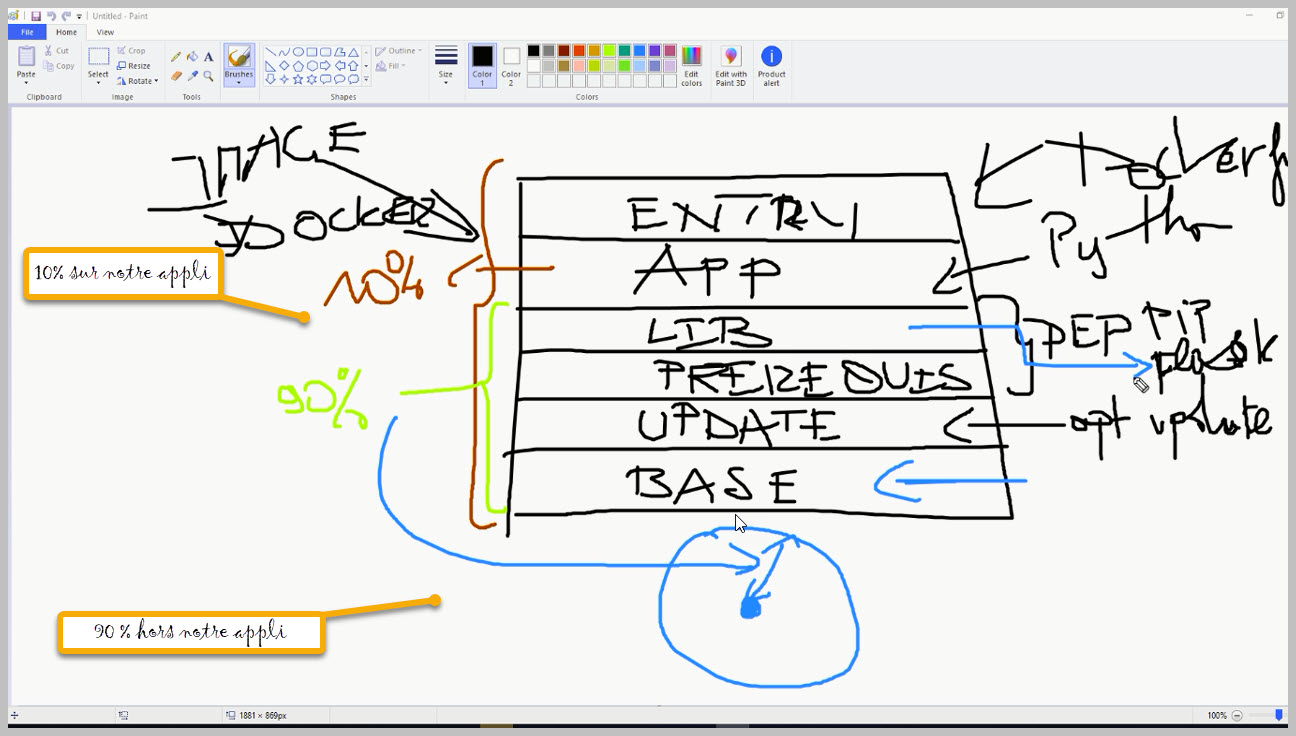 Untitled - Paint
File Home View
Paste Cut Copy Clipboard
Select Crop Resize Rotate Image
Tools
Brushes
Shapes Outline Fill
Size
Color 1 Color 2
Colors
Edit colors
Edit with Paint 3D
Product alert
IMAGE
DOCKER
10% sur notre appli
10%
90%
90 % hors notre appli
ENTRY
APP
LIB
PREREQUIS
UPDATE
BASE
DEP PIP
flask
apt update
1881 × 869px
100%